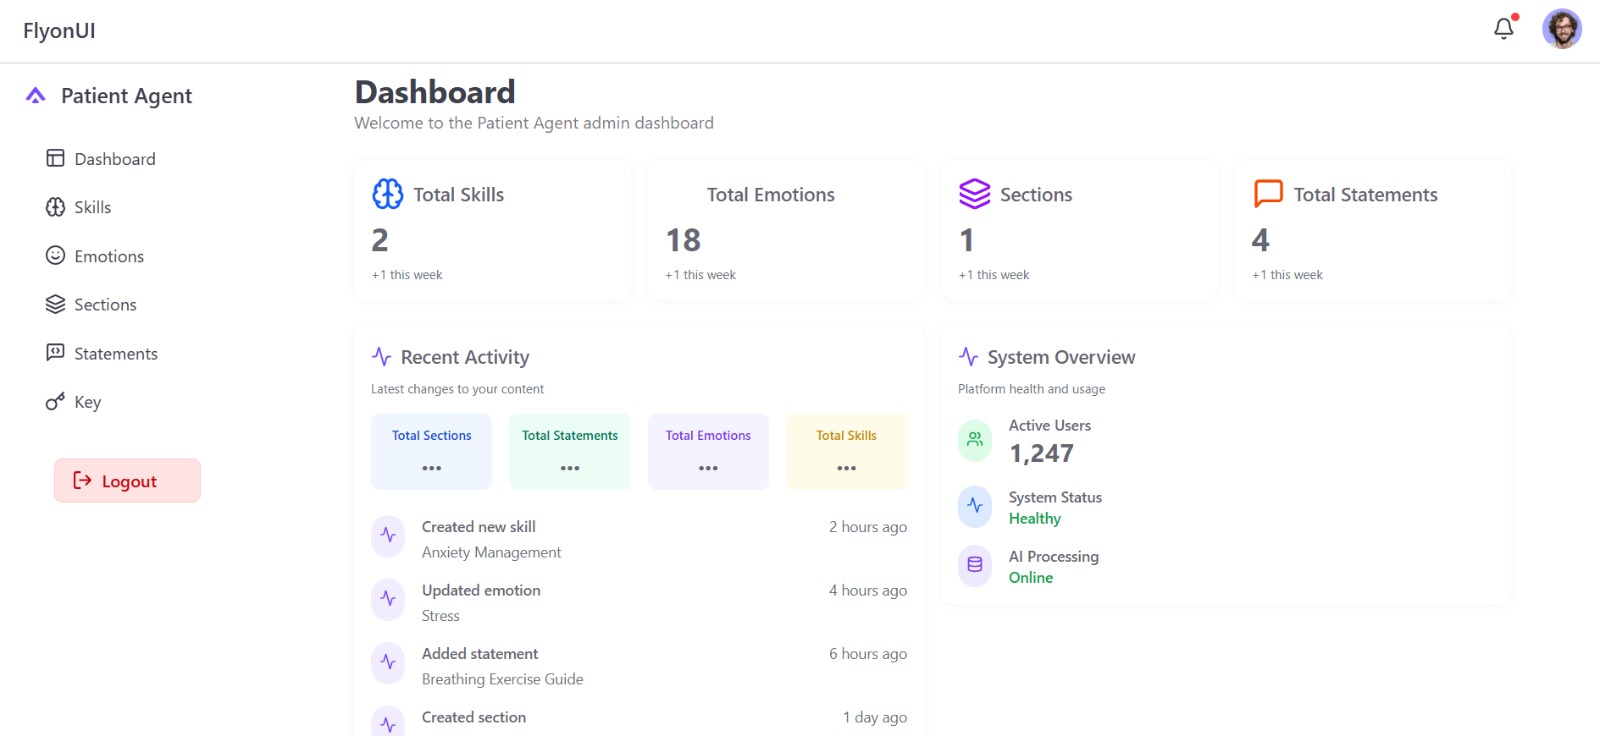 FlyonUI
Patient Agent
Dashboard
Skills
Emotions
Sections
Statements
Key
Logout
Dashboard
Welcome to the Patient Agent admin dashboard
Total Skills
2
+1 this week
Total Emotions
18
+1 this week
Sections
1
+1 this week
Total Statements
4
+1 this week
Recent Activity
Latest changes to your content
Total Sections
•••
Total Statements
•••
Total Emotions
•••
Total Skills
•••
Created new skill 2 hours ago
Anxiety Management
Updated emotion 4 hours ago
Stress
Added statement 6 hours ago
Breathing Exercise Guide
Created section 1 day ago
System Overview
Platform health and usage
Active Users
1,247
System Status
Healthy
AI Processing
Online